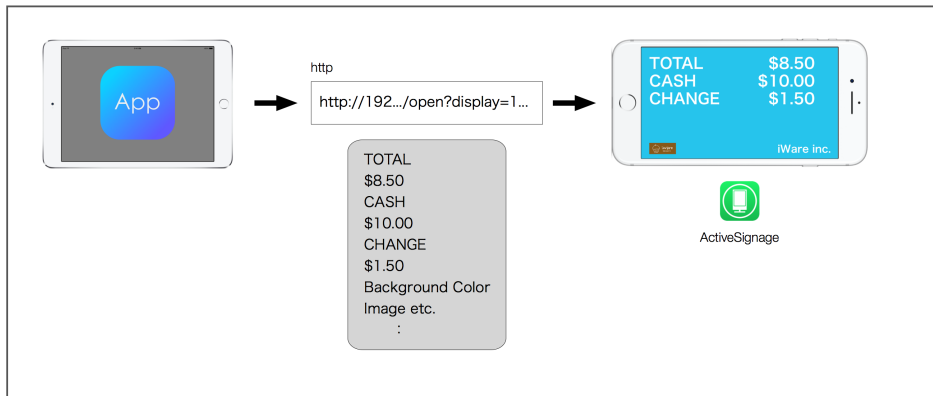 App
http
http://192.../open?display=1...
TOTAL
$8.50
CASH
$10.00
CHANGE
$1.50
Background Color
Image etc.
:
TOTAL $8.50
CASH $10.00
CHANGE $1.50
iWare inc.
ActiveSignage